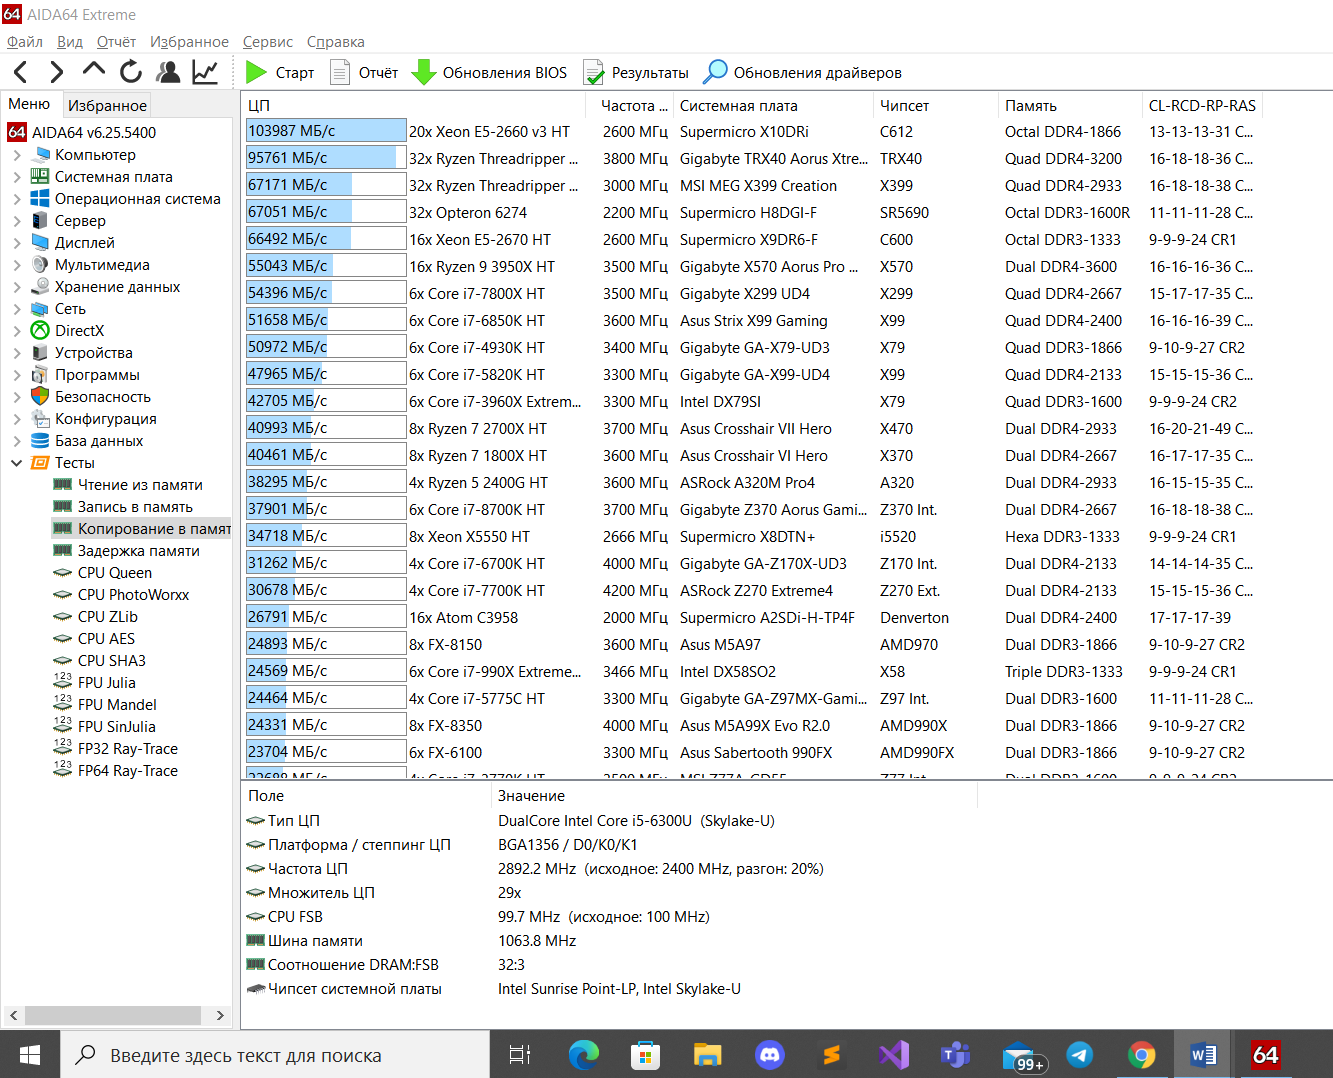 64 AIDA64 Extreme
Файл Вид Отчёт Избранное Сервис Справка
Старт Отчёт Обновления BIOS Результаты Обновления драйверов
Меню Избранное
64 AIDA64 v6.25.5400
Компьютер
Системная плата
Операционная система
Сервер
Дисплей
Мультимедиа
Хранение данных
Сеть
DirectX
Устройства
Программы
Безопасность
Конфигурация
База данных
Тесты
Чтение из памяти
Запись в память
Копирование в памят
Задержка памяти
CPU Queen
CPU PhotoWorxx
CPU ZLib
CPU AES
CPU SHA3
123 FPU Julia
123 FPU Mandel
123 FPU SinJulia
123 FP32 Ray-Trace
123 FP64 Ray-Trace
ЦП Частота ... Системная плата Чипсет Память CL-RCD-RP-RAS
103987 МБ/с 20x Xeon E5-2660 v3 HT 2600 МГц Supermicro X10DRi C612 Octal DDR4-1866 13-13-13-31 C...
95761 МБ/с 32x Ryzen Threadripper ... 3800 МГц Gigabyte TRX40 Aorus Xtre... TRX40 Quad DDR4-3200 16-18-18-36 C...
67171 МБ/с 32x Ryzen Threadripper ... 3000 МГц MSI MEG X399 Creation X399 Quad DDR4-2933 16-18-18-38 C...
67051 МБ/с 32x Opteron 6274 2200 МГц Supermicro H8DGI-F SR5690 Octal DDR3-1600R 11-11-11-28 C...
66492 МБ/с 16x Xeon E5-2670 HT 2600 МГц Supermicro X9DR6-F C600 Octal DDR3-1333 9-9-9-24 CR1
55043 МБ/с 16x Ryzen 9 3950X HT 3500 МГц Gigabyte X570 Aorus Pro ... X570 Dual DDR4-3600 16-16-16-36 C...
54396 МБ/с 6x Core i7-7800X HT 3500 МГц Gigabyte X299 UD4 X299 Quad DDR4-2667 15-17-17-35 C...
51658 МБ/с 6x Core i7-6850K HT 3600 МГц Asus Strix X99 Gaming X99 Quad DDR4-2400 16-16-16-39 C...
50972 МБ/с 6x Core i7-4930K HT 3400 МГц Gigabyte GA-X79-UD3 X79 Quad DDR3-1866 9-10-9-27 CR2
47965 МБ/с 6x Core i7-5820K HT 3300 МГц Gigabyte GA-X99-UD4 X99 Quad DDR4-2133 15-15-15-36 C...
42705 МБ/с 6x Core i7-3960X Extrem... 3300 МГц Intel DX79SI X79 Quad DDR3-1600 9-9-9-24 CR2
40993 МБ/с 8x Ryzen 7 2700X HT 3700 МГц Asus Crosshair VII Hero X470 Dual DDR4-2933 16-20-21-49 C...
40461 МБ/с 8x Ryzen 7 1800X HT 3600 МГц Asus Crosshair VI Hero X370 Dual DDR4-2667 16-17-17-35 C...
38295 МБ/с 4x Ryzen 5 2400G HT 3600 МГц ASRock A320M Pro4 A320 Dual DDR4-2933 16-15-15-35 C...
37901 МБ/с 6x Core i7-8700K HT 3700 МГц Gigabyte Z370 Aorus Gami... Z370 Int. Dual DDR4-2667 16-18-18-38 C...
34718 МБ/с 8x Xeon X5550 HT 2666 МГц Supermicro X8DTN+ i5520 Hexa DDR3-1333 9-9-9-24 CR1
31262 МБ/с 4x Core i7-6700K HT 4000 МГц Gigabyte GA-Z170X-UD3 Z170 Int. Dual DDR4-2133 14-14-14-35 C...
30678 МБ/с 4x Core i7-7700K HT 4200 МГц ASRock Z270 Extreme4 Z270 Ext. Dual DDR4-2133 15-15-15-36 C...
26791 МБ/с 16x Atom C3958 2000 МГц Supermicro A2SDi-H-TP4F Denverton Dual DDR4-2400 17-17-17-39
24893 МБ/с 8x FX-8150 3600 МГц Asus M5A97 AMD970 Dual DDR3-1866 9-10-9-27 CR2
24569 МБ/с 6x Core i7-990X Extreme... 3466 МГц Intel DX58SO2 X58 Triple DDR3-1333 9-9-9-24 CR1
24464 МБ/с 4x Core i7-5775C HT 3300 МГц Gigabyte GA-Z97MX-Gami... Z97 Int. Dual DDR3-1600 11-11-11-28 C...
24331 МБ/с 8x FX-8350 4000 МГц Asus M5A99X Evo R2.0 AMD990X Dual DDR3-1866 9-10-9-27 CR2
23704 МБ/с 6x FX-6100 3300 МГц Asus Sabertooth 990FX AMD990FX Dual DDR3-1866 9-10-9-27 CR2
Поле Значение
Тип ЦП DualCore Intel Core i5-6300U (Skylake-U)
Платформа / степпинг ЦП BGA1356 / D0/K0/K1
Частота ЦП 2892.2 MHz (исходное: 2400 MHz, разгон: 20%)
Множитель ЦП 29x
CPU FSB 99.7 MHz (исходное: 100 MHz)
Шина памяти 1063.8 MHz
Соотношение DRAM:FSB 32:3
Чипсет системной платы Intel Sunrise Point-LP, Intel Skylake-U
Введите здесь текст для поиска 99+ 64